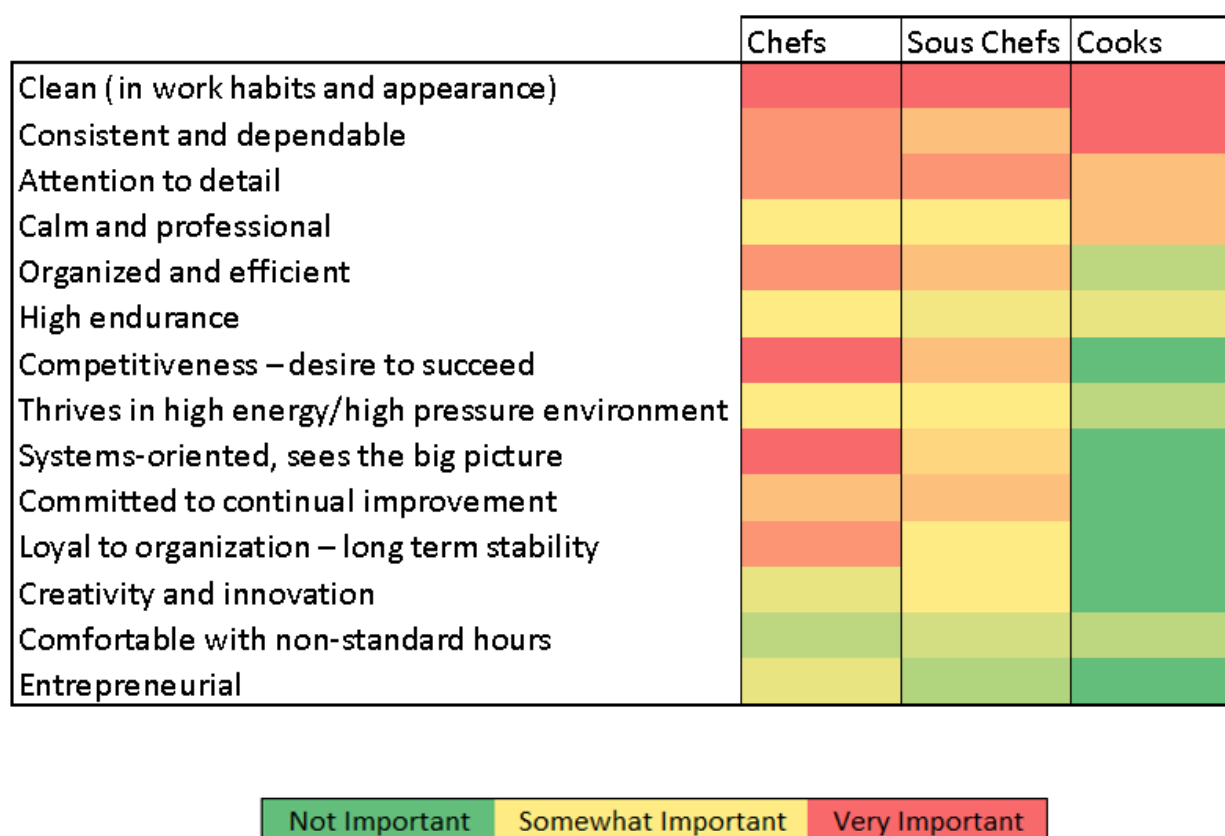 Chefs Sous Chefs Cooks
Clean (in work habits and appearance)
Consistent and dependable
Attention to detail
Calm and professional
Organized and efficient
High endurance
Competitiveness – desire to succeed
Thrives in high energy/high pressure environment
Systems-oriented, sees the big picture
Committed to continual improvement
Loyal to organization – long term stability
Creativity and innovation
Comfortable with non-standard hours
Entrepreneurial
Not Important Somewhat Important Very Important